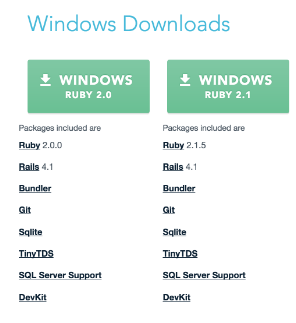 Windows Downloads
WINDOWS
RUBY 2.0
Packages included are
Ruby 2.0.0
Rails 4.1
Bundler
Git
Sqlite
TinyTDS
SQL Server Support
DevKit
WINDOWS
RUBY 2.1
Packages included are
Ruby 2.1.5
Rails 4.1
Bundler
Git
Sqlite
TinyTDS
SQL Server Support
DevKit